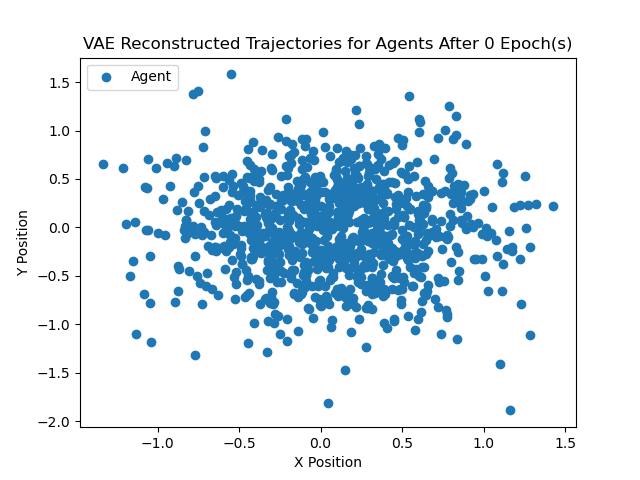 VAE Reconstructed Trajectories for Agents After 0 Epoch(s)
Agent
1.5
1.0
0.5
0.0
−0.5
−1.0
−1.5
−2.0
Y Position
−1.0 −0.5 0.0 0.5 1.0 1.5
X Position